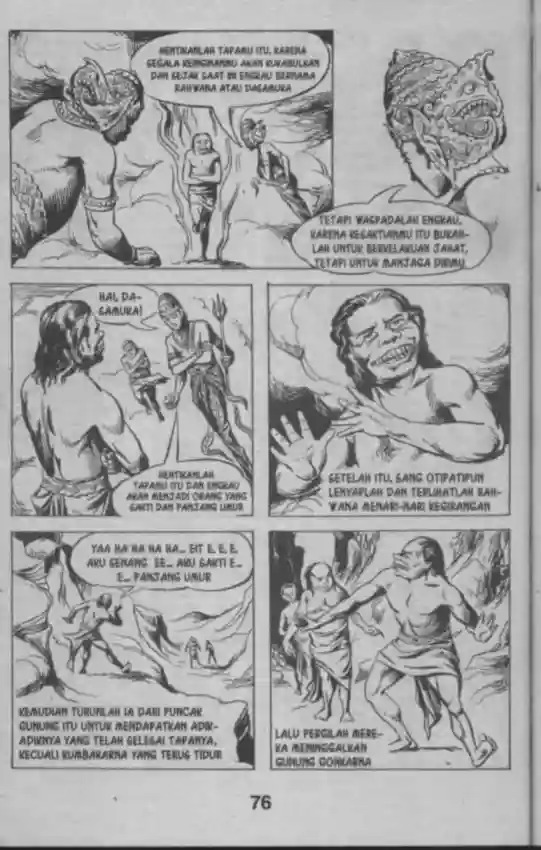 HENTIKANLAH TAPAMU ITU, KARENA
SEGALA KEINGINANMU AKAN KUKABULKAN
DAN SEJAK SAAT INI ENGKAU BERNAMA
RAHWANA ATAU DASAMUKA
TETAPI WASPADALAH ENGKAU,
KARENA KESAKTIANMU ITU BUKAN-
LAH UNTUK BERKELAKUAN JAHAT,
TETAPI UNTUK MANJAGA DIRIMU
HAI, DA-
SAMUKA!
HENTIKANLAH
TAPAMU ITU DAN ENGKAU
AKAN MENJADI ORANG YANG
SAKTI DAN PANJANG UMUR
SETELAH ITU, SANG OTIPATIPUN
LENYAPLAH DAN TERLIHATLAH RAH-
WANA MENARI-NARI KEGIRANGAN
YAA HA HA HA HA... EIT E. E. E.
AKU SENANG EE... AKU SAKTI E...
E... PANJANG UMUR
KEMUDIAN TURUNLAH IA DARI PUNCAK
GUNUNG ITU UNTUK MENDAPATKAN ADIK-
ADIKNYA YANG TELAH SELESAI TAPANYA,
KECUALI KUMBAKARNA YANG TERUS TIDUR
LALU PERGILAH MERE-
KA MENINGGALKAN
GUNUNG GOHKARNA
76